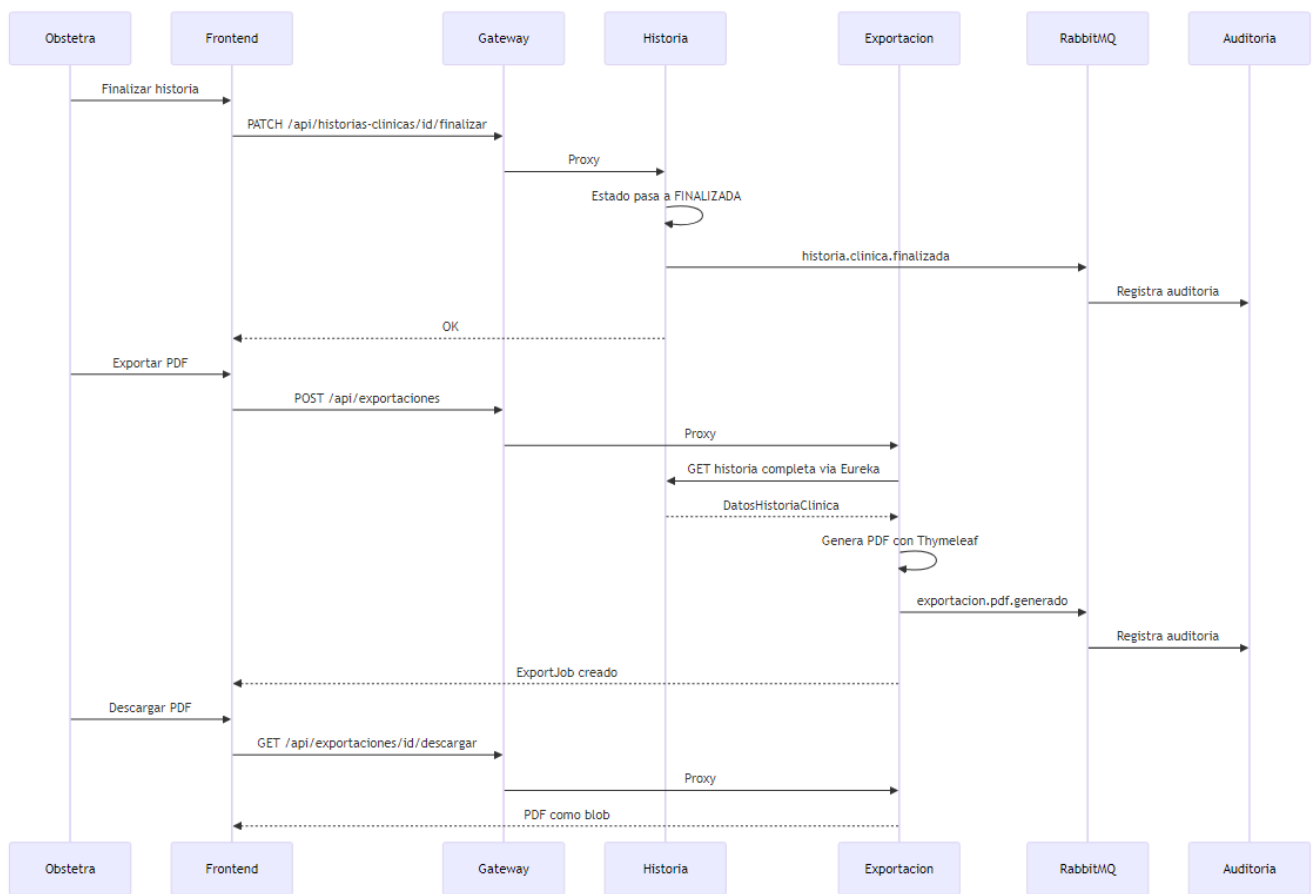 Obstetra
Frontend
Gateway
Historia
Exportacion
RabbitMQ
Auditoria
Finalizar historia
PATCH /api/historias-clinicas/id/finalizar
Proxy
Estado pasa a FINALIZADA
historia.clinica.finalizada
Registra auditoria
OK
Exportar PDF
POST /api/exportaciones
Proxy
GET historia completa via Eureka
DatosHistoriaClinica
Genera PDF con Thymeleaf
exportacion.pdf.generado
Registra auditoria
ExportJob creado
Descargar PDF
GET /api/exportaciones/id/descargar
Proxy
PDF como blob
Obstetra
Frontend
Gateway
Historia
Exportacion
RabbitMQ
Auditoria